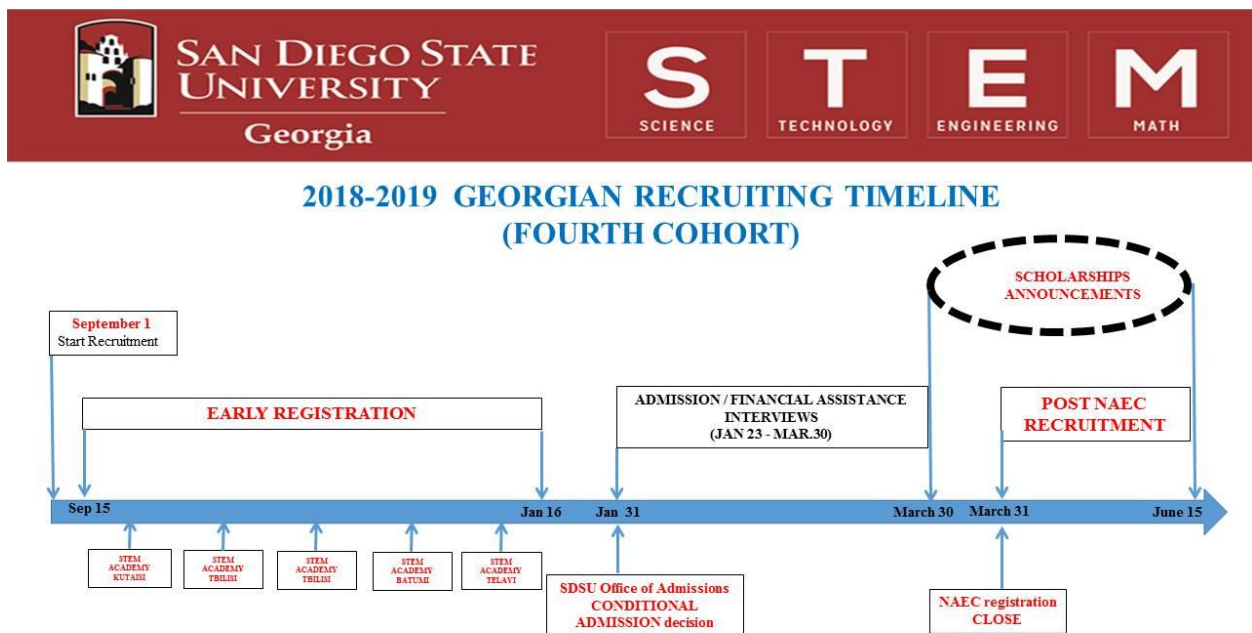 SAN DIEGO STATE
UNIVERSITY
Georgia
S
SCIENCE
T
TECHNOLOGY
E
ENGINEERING
M
MATH
2018-2019 GEORGIAN RECRUITING TIMELINE
(FOURTH COHORT)
SCHOLARSHIPS
ANNOUNCEMENTS
September 1
Start Recruitment
EARLY REGISTRATION
ADMISSION / FINANCIAL ASSISTANCE
INTERVIEWS
(JAN 23 - MAR.30)
POST NAEC
RECRUITMENT
Sep 15
Jan 16
Jan 31
March 30
March 31
June 15
STEM
ACADEMY
KUTAISI
STEM
ACADEMY
TBILISI
STEM
ACADEMY
TBILISI
STEM
ACADEMY
BATUMI
STEM
ACADEMY
TELAVI
SDSU Office of Admissions
CONDITIONAL
ADMISSION decision
NAEC registration
CLOSE